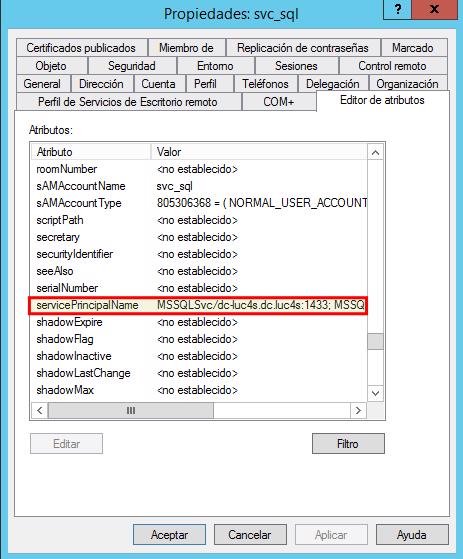 Propiedades: svc_sql
?
x
Certificados publicados
Miembro de
Replicación de contraseñas
Marcado
Objeto
Seguridad
Entorno
Sesiones
Control remoto
General
Dirección
Cuenta
Perfil
Teléfonos
Delegación
Organización
Perfil de Servicios de Escritorio remoto
COM+
Editor de atributos
Atributos:
Atributo Valor
roomNumber <no establecido>
sAMAccountName svc_sql
sAMAccountType 805306368 = ( NORMAL_USER_ACCOUNT
scriptPath <no establecido>
secretary <no establecido>
securityIdentifier <no establecido>
seeAlso <no establecido>
serialNumber <no establecido>
servicePrincipalName MSSQLSvc/dc-luc4s.dc.luc4s:1433; MSSQ
shadowExpire <no establecido>
shadowFlag <no establecido>
shadowInactive <no establecido>
shadowLastChange <no establecido>
shadowMax <no establecido>
Editar
Filtro
Aceptar
Cancelar
Aplicar
Ayuda